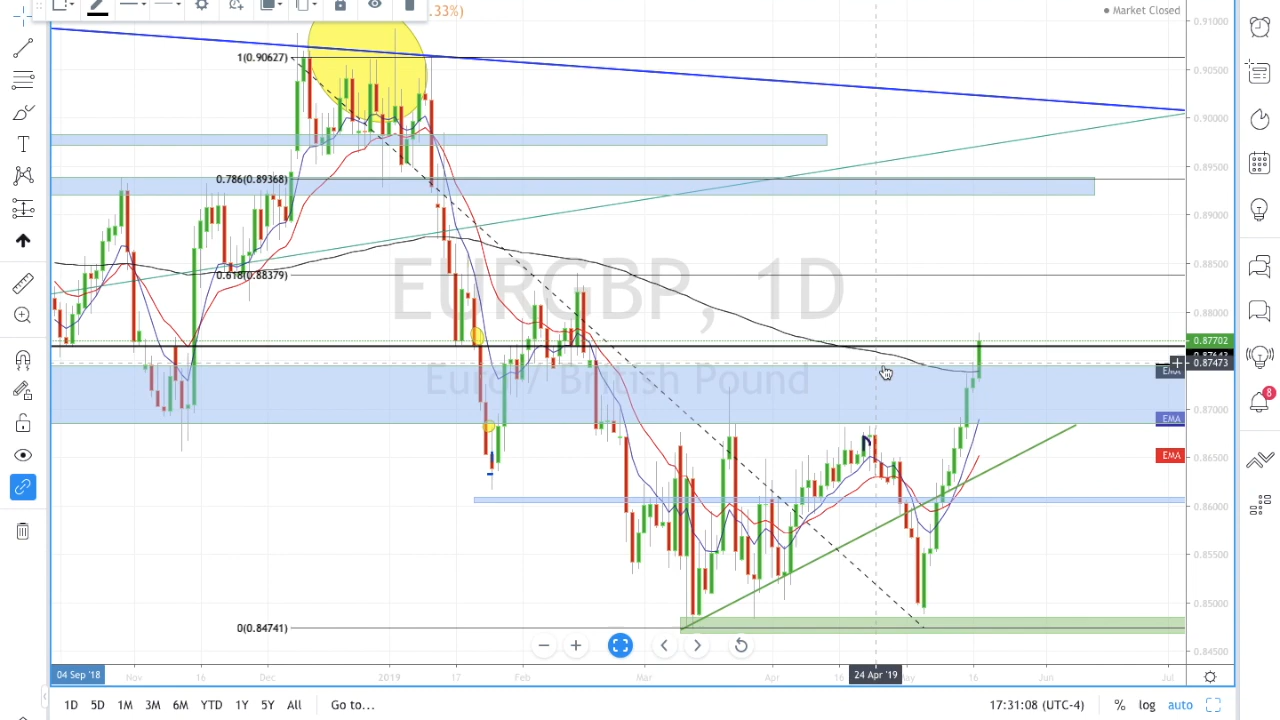 .33%)
Market Closed
0.91000
1(0.90627)
0.90500
0.90000
0.89500
0.786(0.89368)
0.89000
0.618(0.88379)
0.88500
EURGBP, 1D
0.88000
0.87702
0.87473
EMA
Euro / British Pound
0.87000
EMA
0.86500
EMA
0.86000
0.85500
0.85000
0(0.84741)
0.84500
8
04 Sep '18
Nov
16
Dec
2019
17
Feb
Mar
Apr
16
24 Apr '19
May
16
Jun
Jul
1D 5D 1M 3M 6M YTD 1Y 5Y All Go to... 17:31:08 (UTC-4) % log auto